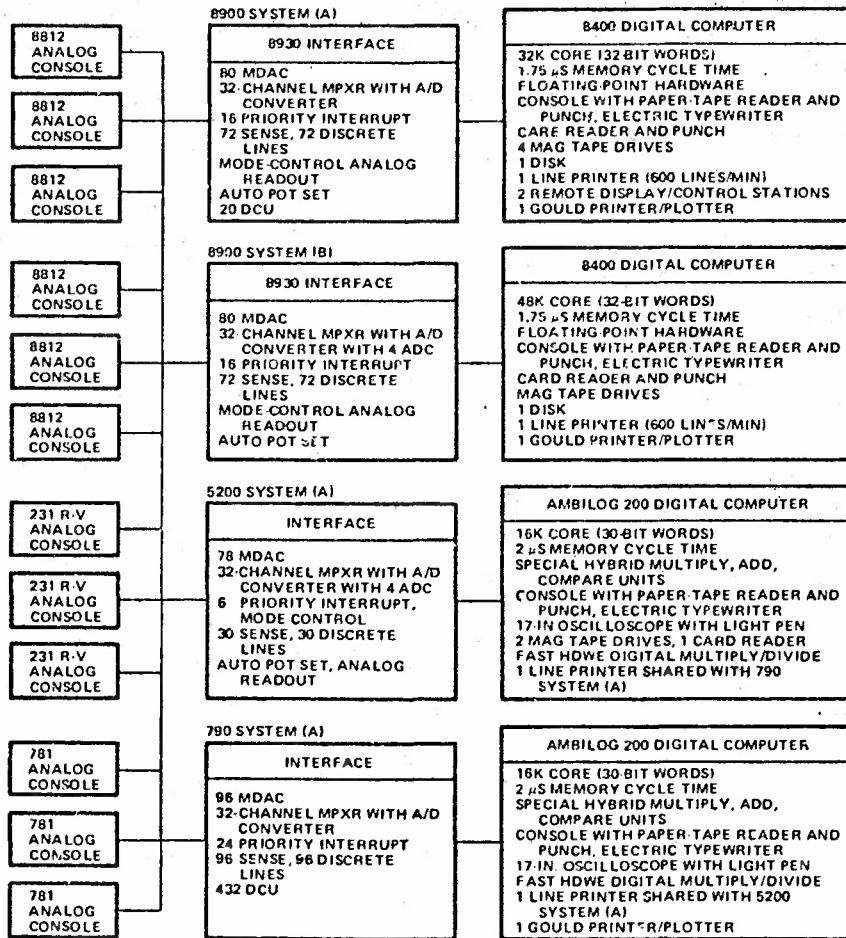 8812
ANALOG
CONSOLE
8812
ANALOG
CONSOLE
8812
ANALOG
CONSOLE
8900 SYSTEM (A)
8930 INTERFACE
80 MDAC
32-CHANNEL MPXR WITH A/D
CONVERTER
16 PRIORITY INTERRUPT
72 SENSE, 72 DISCRETE
LINES
MODE-CONTROL ANALOG
READOUT
AUTO POT SET
20 DCU
8400 DIGITAL COMPUTER
32K CORE (32-BIT WORDS)
1.75 µS MEMORY CYCLE TIME
FLOATING-POINT HARDWARE
CONSOLE WITH PAPER-TAPE READER AND
PUNCH, ELECTRIC TYPEWRITER
CARE READER AND PUNCH
4 MAG TAPE DRIVES
1 DISK
1 LINE PRINTER (600 LINES/MIN)
2 REMOTE DISPLAY/CONTROL STATIONS
1 GOULD PRINTER/PLOTTER
8812
ANALOG
CONSOLE
8812
ANALOG
CONSOLE
8812
ANALOG
CONSOLE
8900 SYSTEM (B)
8930 INTERFACE
80 MDAC
32-CHANNEL MPXR WITH A/D
CONVERTER WITH 4 ADC
16 PRIORITY INTERRUPT
72 SENSE, 72 DISCRETE
LINES
MODE-CONTROL ANALOG
READOUT
AUTO POT SET
8400 DIGITAL COMPUTER
48K CORE (32-BIT WORDS)
1.75 µS MEMORY CYCLE TIME
FLOATING-POINT HARDWARE
CONSOLE WITH PAPER-TAPE READER AND
PUNCH, ELECTRIC TYPEWRITER
CARD READER AND PUNCH
MAG TAPE DRIVES
1 DISK
1 LINE PRINTER (600 LINES/MIN)
1 GOULD PRINTER/PLOTTER
231 R-V
ANALOG
CONSOLE
231 R-V
ANALOG
CONSOLE
231 R-V
ANALOG
CONSOLE
5200 SYSTEM (A)
INTERFACE
78 MDAC
32-CHANNEL MPXR WITH A/D
CONVERTER WITH 4 ADC
6 PRIORITY INTERRUPT,
MODE CONTROL
30 SENSE, 30 DISCRETE
LINES
AUTO POT SET, ANALOG
READOUT
AMBILOG 200 DIGITAL COMPUTER
16K CORE (30-BIT WORDS)
2 µS MEMORY CYCLE TIME
SPECIAL HYBRID MULTIPLY, ADD,
COMPARE UNITS
CONSOLE WITH PAPER-TAPE READER AND
PUNCH, ELECTRIC TYPEWRITER
17-IN OSCILLOSCOPE WITH LIGHT PEN
2 MAG TAPE DRIVES, 1 CARD READER
FAST HDWE DIGITAL MULTIPLY/DIVIDE
1 LINE PRINTER SHARED WITH 790
SYSTEM (A)
781
ANALOG
CONSOLE
781
ANALOG
CONSOLE
781
ANALOG
CONSOLE
790 SYSTEM (A)
INTERFACE
96 MDAC
32-CHANNEL MPXR WITH A/D
CONVERTER
24 PRIORITY INTERRUPT
96 SENSE, 96 DISCRETE
LINES
432 DCU
AMBILOG 200 DIGITAL COMPUTER
16K CORE (30-BIT WORDS)
2 µS MEMORY CYCLE TIME
SPECIAL HYBRID MULTIPLY, ADD,
COMPARE UNITS
CONSOLE WITH PAPER-TAPE READER AND
PUNCH, ELECTRIC TYPEWRITER
17-IN. OSCILLOSCOPE WITH LIGHT PEN
FAST HDWE DIGITAL MULTIPLY/DIVIDE
1 LINE PRINTER SHARED WITH 5200
SYSTEM (A)
1 GOULD PRINTER/PLOTTER